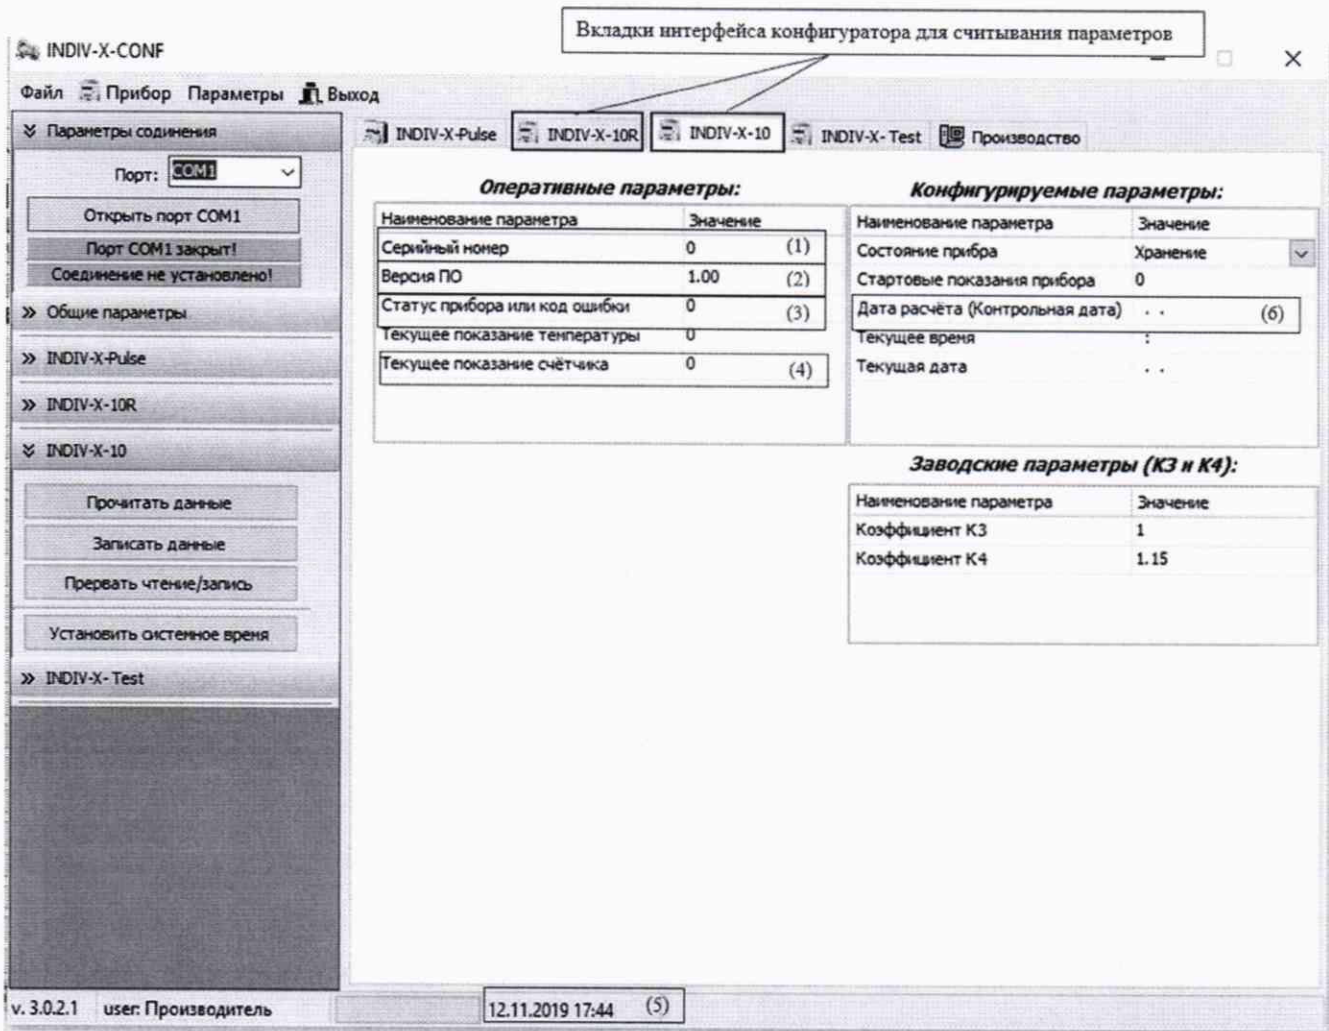 Вкладки интерфейса конфигуратора для считывания параметров
INDIV-X-CONF
Файл Прибор Параметры Выход
Параметры содинения
Порт: COM1
Открыть порт COM1
Порт COM1 закрыт!
Соединение не установлено!
Общие параметры
INDIV-X-Pulse
INDIV-X-10R
INDIV-X-10
Прочитать данные
Записать данные
Прервать чтение/запись
Установить системное время
INDIV-X-Test
INDIV-X-Pulse INDIV-X-10R INDIV-X-10 INDIV-X-Test Производство
Оперативные параметры:
Наименование параметра Значение
Серийный номер 0 (1)
Версия ПО 1.00 (2)
Статус прибора или код ошибки 0 (3)
Текущее показание температуры 0
Текущее показание счётчика 0 (4)
Конфигурируемые параметры:
Наименование параметра Значение
Состояние прибра Хранение
Стартовые показания прибора 0
Дата расчёта (Контрольная дата) . . (6)
Текущее время :
Текущая дата . .
Заводские параметры (К3 и К4):
Наименование параметра Значение
Коэффициент К3 1
Коэффициент К4 1.15
v. 3.0.2.1 user: Производитель 12.11.2019 17:44 (5)